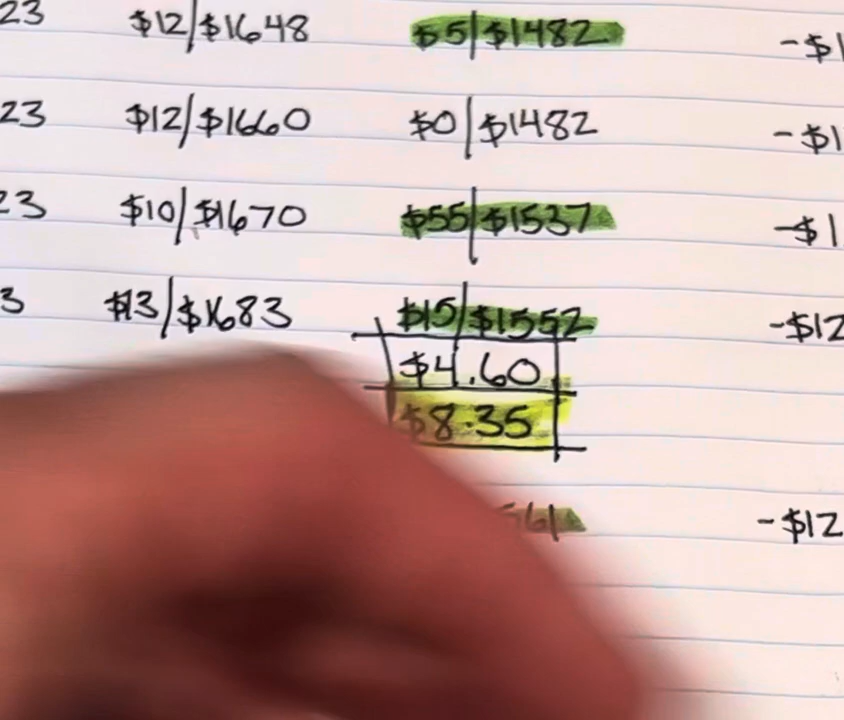 23 $12/$1648 $5|$1482 -$1
23 $12/$1660 $0|$1482 -$1
23 $10/$1670 $55|$1537 -$1
3 $13/$1683 $15/$1552 -$12
$4.60
$8.35
561 -$12